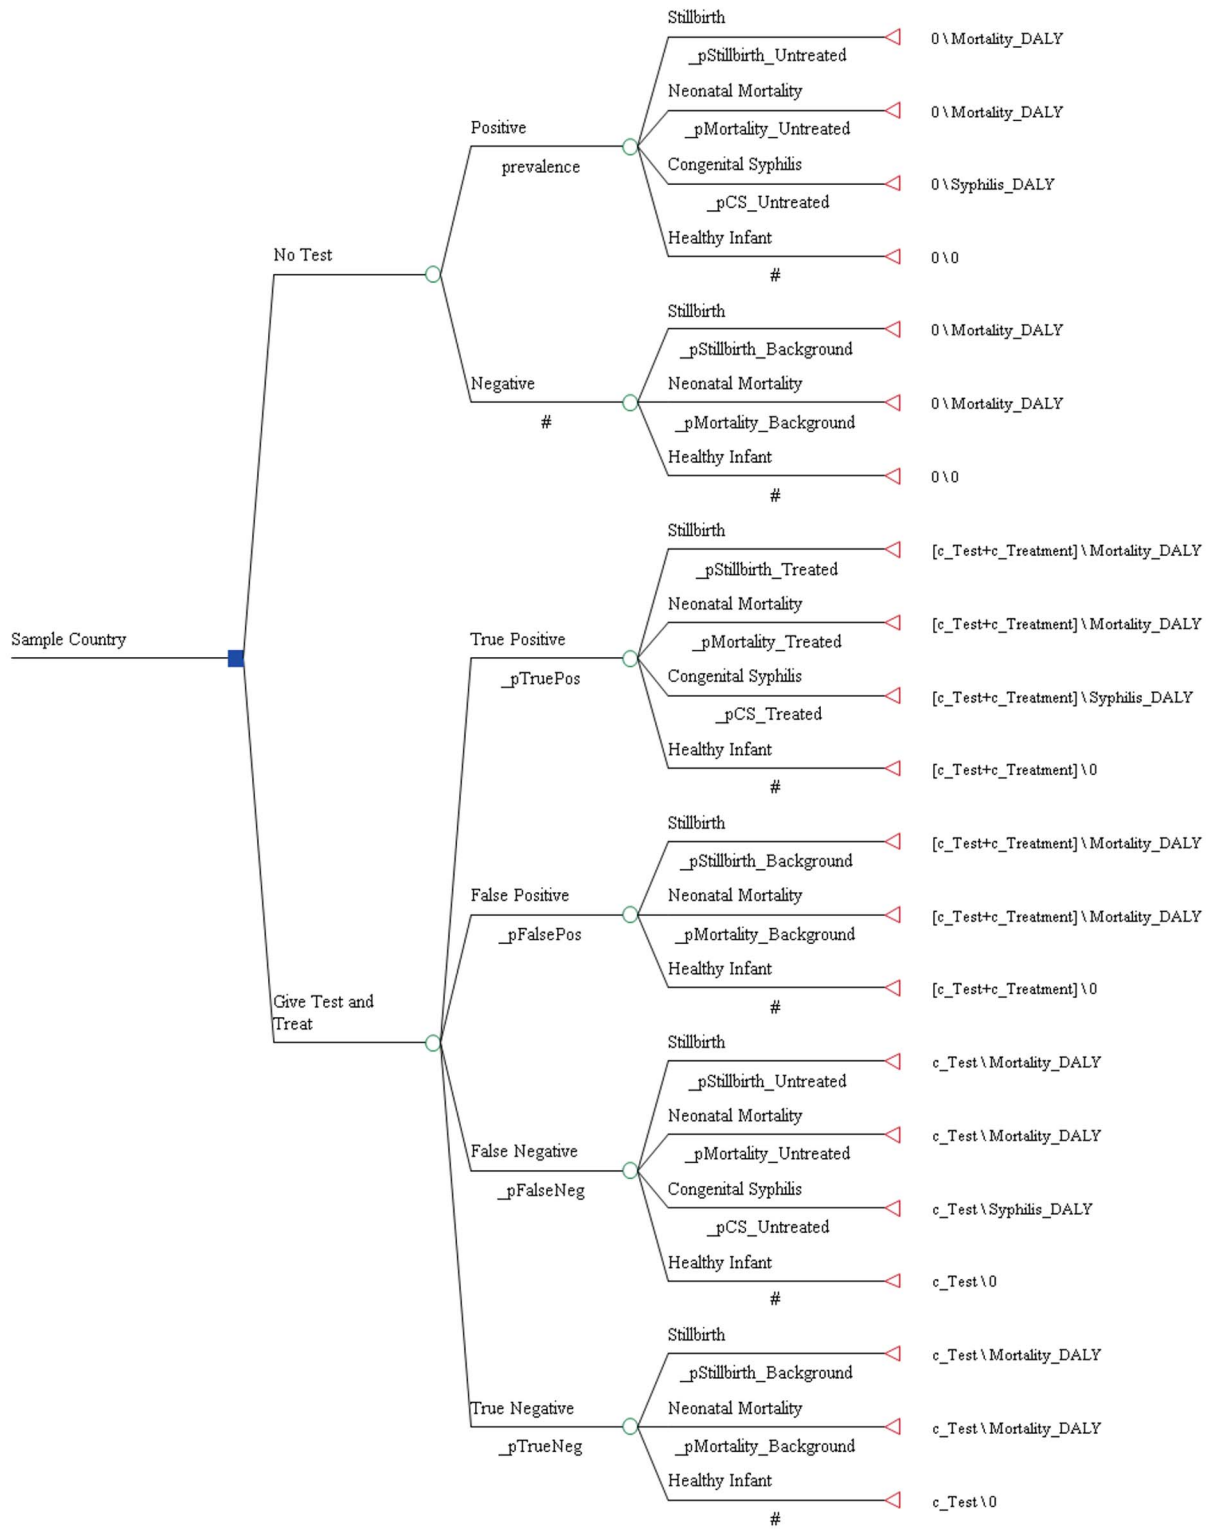 Stillbirth
0 \ Mortality_DALY
_pStillbirth_Untreated
Neonatal Mortality
0 \ Mortality_DALY
_pMortality_Untreated
Positive
prevalence
Congenital Syphilis
0 \ Syphilis_DALY
_pCS_Untreated
Healthy Infant
0 \ 0
#
No Test
Stillbirth
0 \ Mortality_DALY
_pStillbirth_Background
Negative
#
Neonatal Mortality
0 \ Mortality_DALY
_pMortality_Background
Healthy Infant
0 \ 0
#
Sample Country
Stillbirth
[c_Test+c_Treatment] \ Mortality_DALY
_pStillbirth_Treated
Neonatal Mortality
[c_Test+c_Treatment] \ Mortality_DALY
_pMortality_Treated
True Positive
_pTruePos
Congenital Syphilis
[c_Test+c_Treatment] \ Syphilis_DALY
_pCS_Treated
Healthy Infant
[c_Test+c_Treatment] \ 0
#
Stillbirth
[c_Test+c_Treatment] \ Mortality_DALY
_pStillbirth_Background
False Positive
_pFalsePos
Neonatal Mortality
[c_Test+c_Treatment] \ Mortality_DALY
_pMortality_Background
Healthy Infant
[c_Test+c_Treatment] \ 0
#
Give Test and
Treat
Stillbirth
c_Test \ Mortality_DALY
_pStillbirth_Untreated
Neonatal Mortality
c_Test \ Mortality_DALY
_pMortality_Untreated
False Negative
_pFalseNeg
Congenital Syphilis
c_Test \ Syphilis_DALY
_pCS_Untreated
Healthy Infant
c_Test \ 0
#
Stillbirth
c_Test \ Mortality_DALY
_pStillbirth_Background
True Negative
_pTrueNeg
Neonatal Mortality
c_Test \ Mortality_DALY
_pMortality_Background
Healthy Infant
c_Test \ 0
#